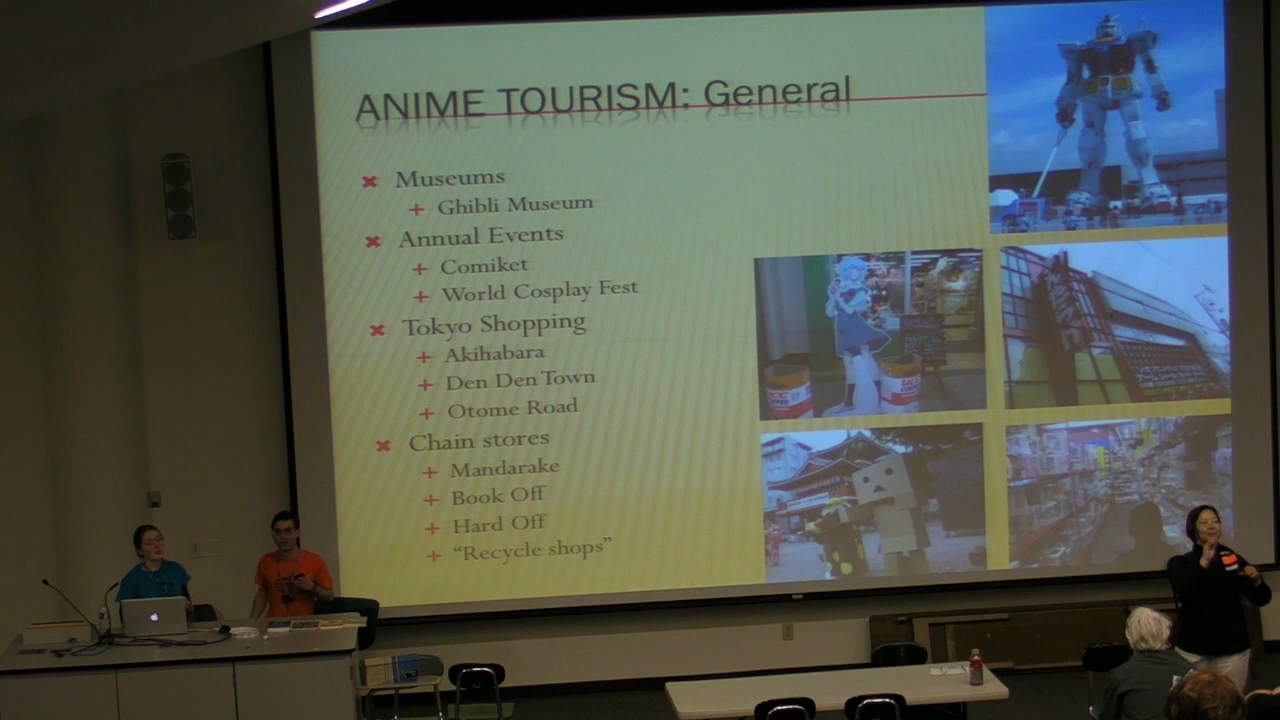 ANIME TOURISM: General
Museums
Ghibli Museum
Annual Events
Comiket
World Cosplay Fest
Tokyo Shopping
Akihabara
Den Den Town
Otome Road
Chain stores
Mandarake
Book Off
Hard Off
"Recycle shops"